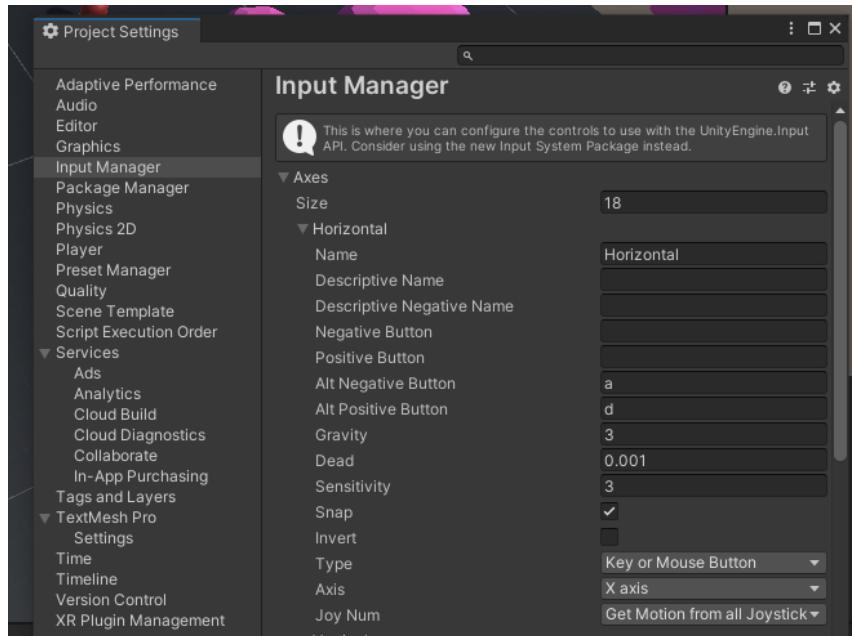 Project Settings
Adaptive Performance
Audio
Editor
Graphics
Input Manager
Package Manager
Physics
Physics 2D
Player
Preset Manager
Quality
Scene Template
Script Execution Order
Services
Ads
Analytics
Cloud Build
Cloud Diagnostics
Collaborate
In-App Purchasing
Tags and Layers
TextMesh Pro
Settings
Time
Timeline
Version Control
XR Plugin Management
Input Manager
This is where you can configure the controls to use with the UnityEngine.Input
API. Consider using the new Input System Package instead.
Axes
Size 18
Horizontal
Name Horizontal
Descriptive Name
Descriptive Negative Name
Negative Button
Positive Button
Alt Negative Button a
Alt Positive Button d
Gravity 3
Dead 0.001
Sensitivity 3
Snap
Invert
Type Key or Mouse Button
Axis X axis
Joy Num Get Motion from all Joystick